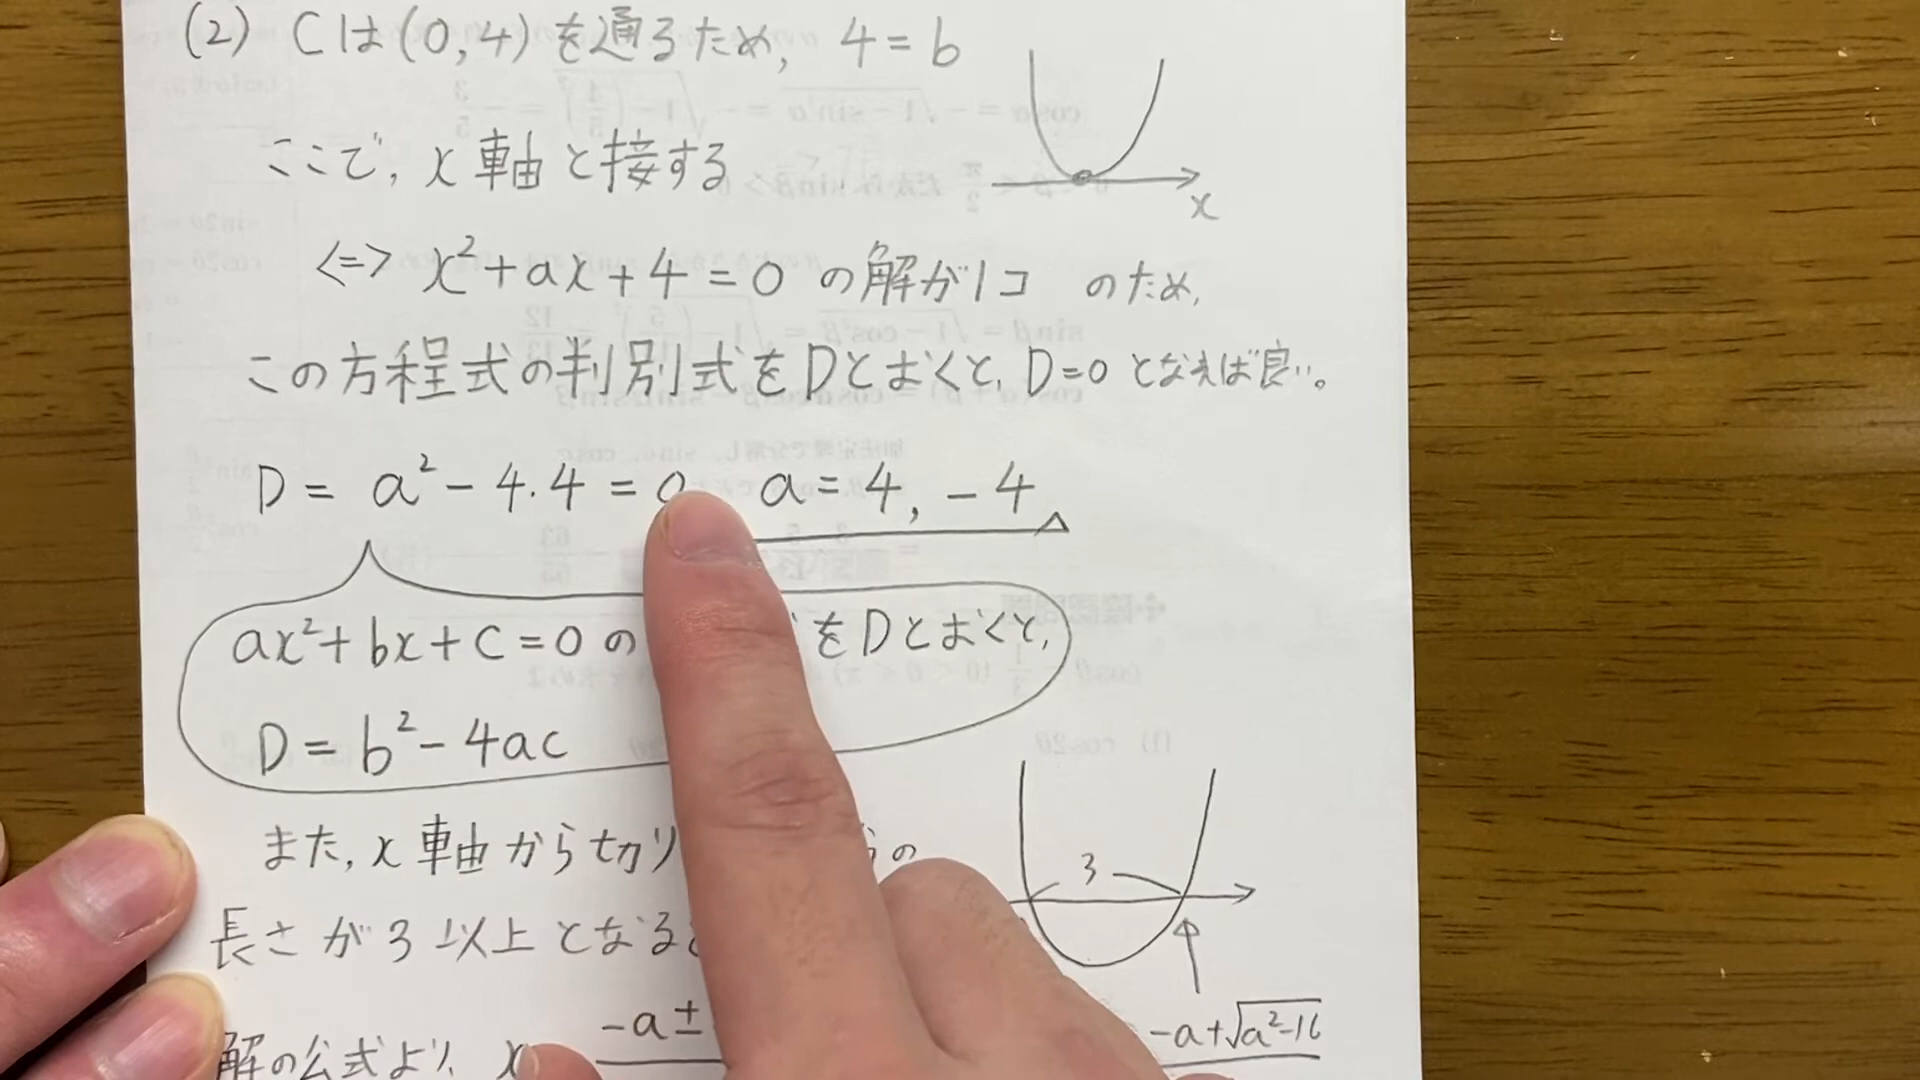 (2) Cは(0,4)を通るため, 4=b
ここで, x軸と接する
x
<=> x²+ax+4=0 の解が1コ のため,
この方程式の判別式をDとおくと, D=0 となれば良い。
D = a²-4・4=0 a=4, -4
ax²+bx+c=0の をDとおくと,
D=b²-4ac
また, x軸から切り の
3
長さが3以上となる
解の公式より, x -a± -a+√a²-16